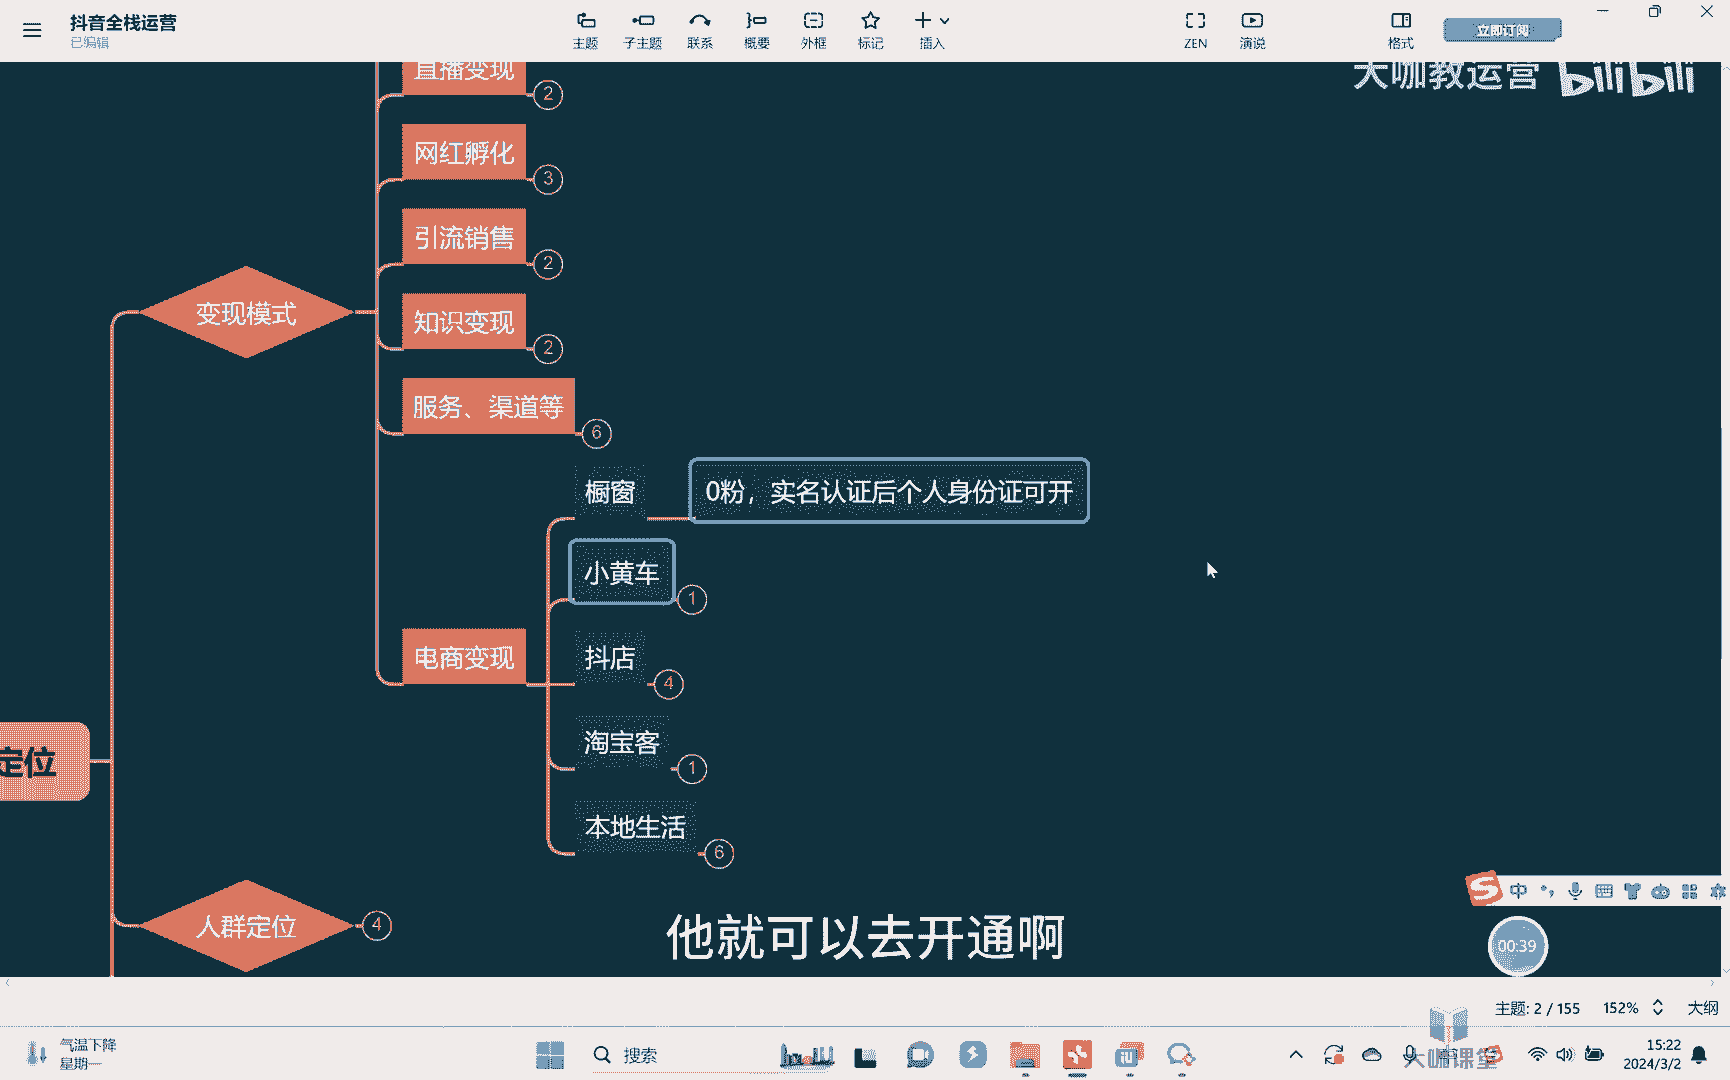 抖音全栈运营
已编辑
主题
子主题
联系
概要
外框
标记
插入
ZEN
演说
格式
立即订阅
大咖教运营
bilibili
直播变现
2
网红孵化
3
引流销售
2
知识变现
2
服务、渠道等
6
变现模式
橱窗
0粉，实名认证后个人身份证可开
小黄车
1
电商变现
抖店
4
淘宝客
1
本地生活
6
定位
人群定位
4
他就可以去开通啊
中
00:39
主题: 2 / 155
152%
大纲
气温下降
星期一
搜索
大咖课堂
15:22
2024/3/2